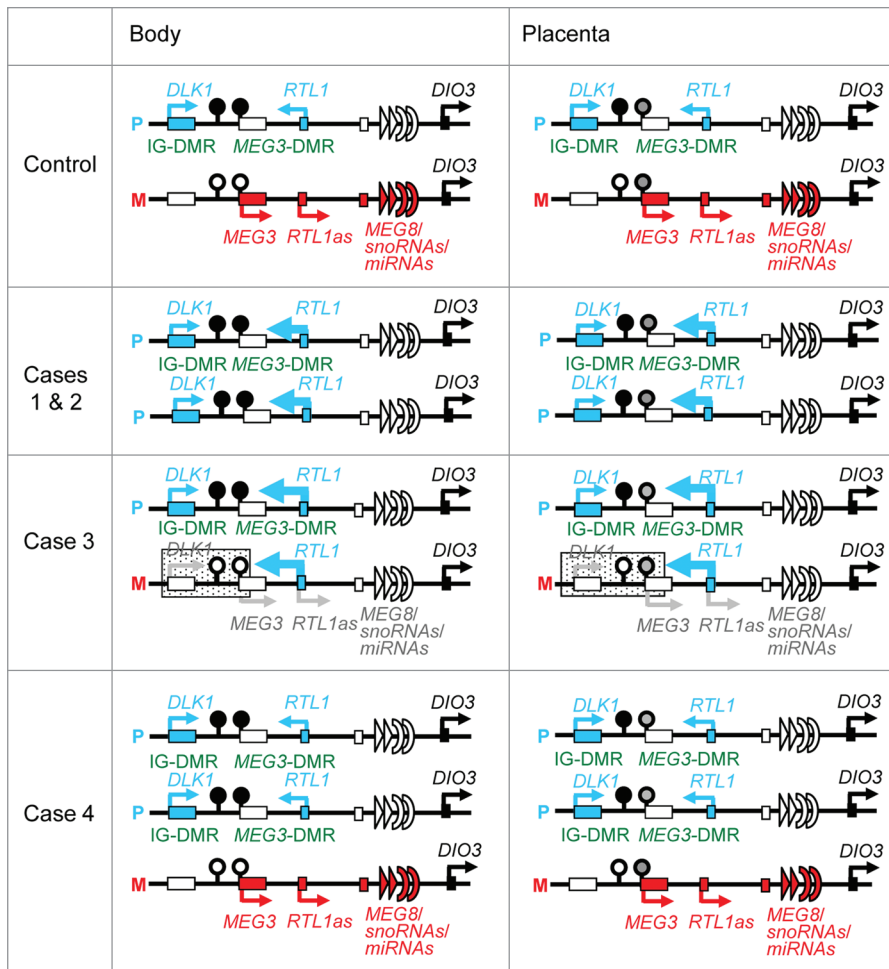 Body
Placenta
Control
DLK1 RTL1 DIO3
P
IG-DMR MEG3-DMR
DIO3
M
MEG3 RTL1as MEG8/
snoRNAs/
miRNAs
DLK1 RTL1 DIO3
P
IG-DMR MEG3-DMR
DIO3
M
MEG3 RTL1as MEG8/
snoRNAs/
miRNAs
Cases
1 & 2
DLK1 RTL1 DIO3
P
IG-DMR MEG3-DMR
DLK1 RTL1 DIO3
P
DLK1 RTL1 DIO3
P
IG-DMR MEG3-DMR
DLK1 RTL1 DIO3
P
Case 3
DLK1 RTL1 DIO3
P
IG-DMR MEG3-DMR
DLK1 RTL1 DIO3
M
MEG3 RTL1as MEG8/
snoRNAs/
miRNAs
DLK1 RTL1 DIO3
P
IG-DMR MEG3-DMR
DLK1 RTL1 DIO3
M
MEG3 RTL1as MEG8/
snoRNAs/
miRNAs
Case 4
DLK1 RTL1 DIO3
P
IG-DMR MEG3-DMR
DLK1 RTL1 DIO3
P
IG-DMR MEG3-DMR
DIO3
M
MEG3 RTL1as MEG8/
snoRNAs/
miRNAs
DLK1 RTL1 DIO3
P
IG-DMR MEG3-DMR
DLK1 RTL1 DIO3
P
IG-DMR MEG3-DMR
DIO3
M
MEG3 RTL1as MEG8/
snoRNAs/
miRNAs